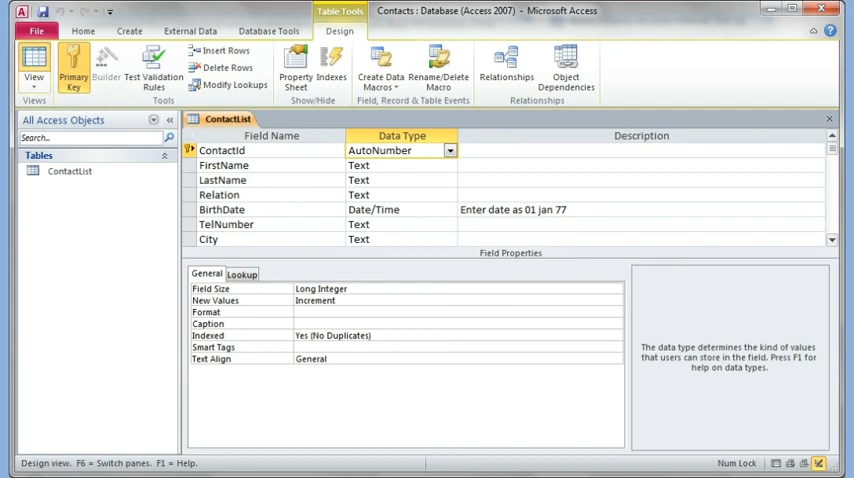 Table Tools
Contacts : Database (Access 2007) - Microsoft Access
File Home Create External Data Database Tools Design
View Primary Key Builder Test Validation Rules Insert Rows Delete Rows Modify Lookups Property Sheet Indexes Create Data Macros Rename/Delete Macro Relationships Object Dependencies
Views Tools Show/Hide Field, Record & Table Events Relationships
All Access Objects
Search...
Tables
ContactList
ContactList
Field Name Data Type Description
ContactId AutoNumber
FirstName Text
LastName Text
Relation Text
BirthDate Date/Time Enter date as 01 jan 77
TelNumber Text
City Text
Field Properties
General Lookup
Field Size Long Integer
New Values Increment
Format
Caption
Indexed Yes (No Duplicates)
Smart Tags
Text Align General
The data type determines the kind of values
that users can store in the field. Press F1 for
help on data types.
Design view. F6 = Switch panes. F1 = Help.
Num Lock